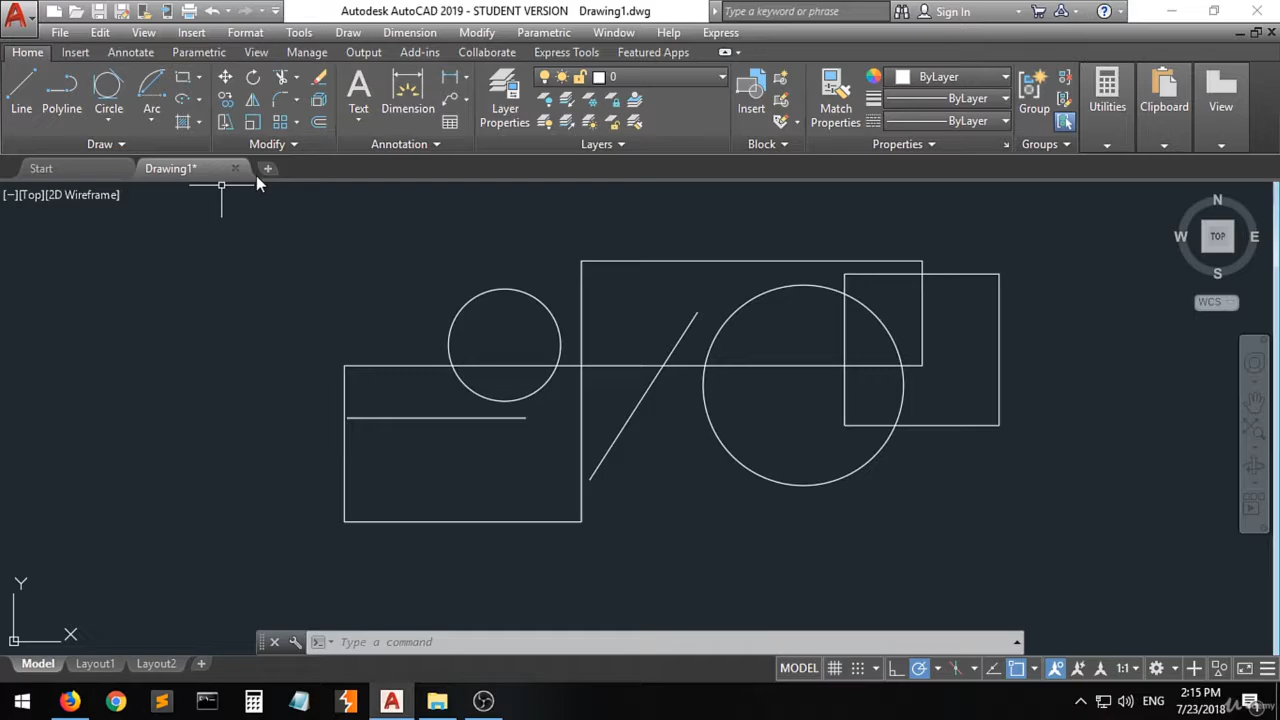 Autodesk AutoCAD 2019 - STUDENT VERSION Drawing1.dwg
Type a keyword or phrase
Sign In
File Edit View Insert Format Tools Draw Dimension Modify Parametric Window Help Express
Home Insert Annotate Parametric View Manage Output Add-ins Collaborate Express Tools Featured Apps
Line
Polyline
Circle
Arc
Text
Dimension
Layer
Properties
0
Insert
Match
Properties
ByLayer
ByLayer
ByLayer
Group
Utilities
Clipboard
View
Draw
Modify
Annotation
Layers
Block
Properties
Groups
Start
Drawing1*
[−][Top][2D Wireframe]
N
W
TOP
E
S
WCS
Y
X
Type a command
Model Layout1 Layout2
MODEL
1:1
ENG
2:15 PM
7/23/2018